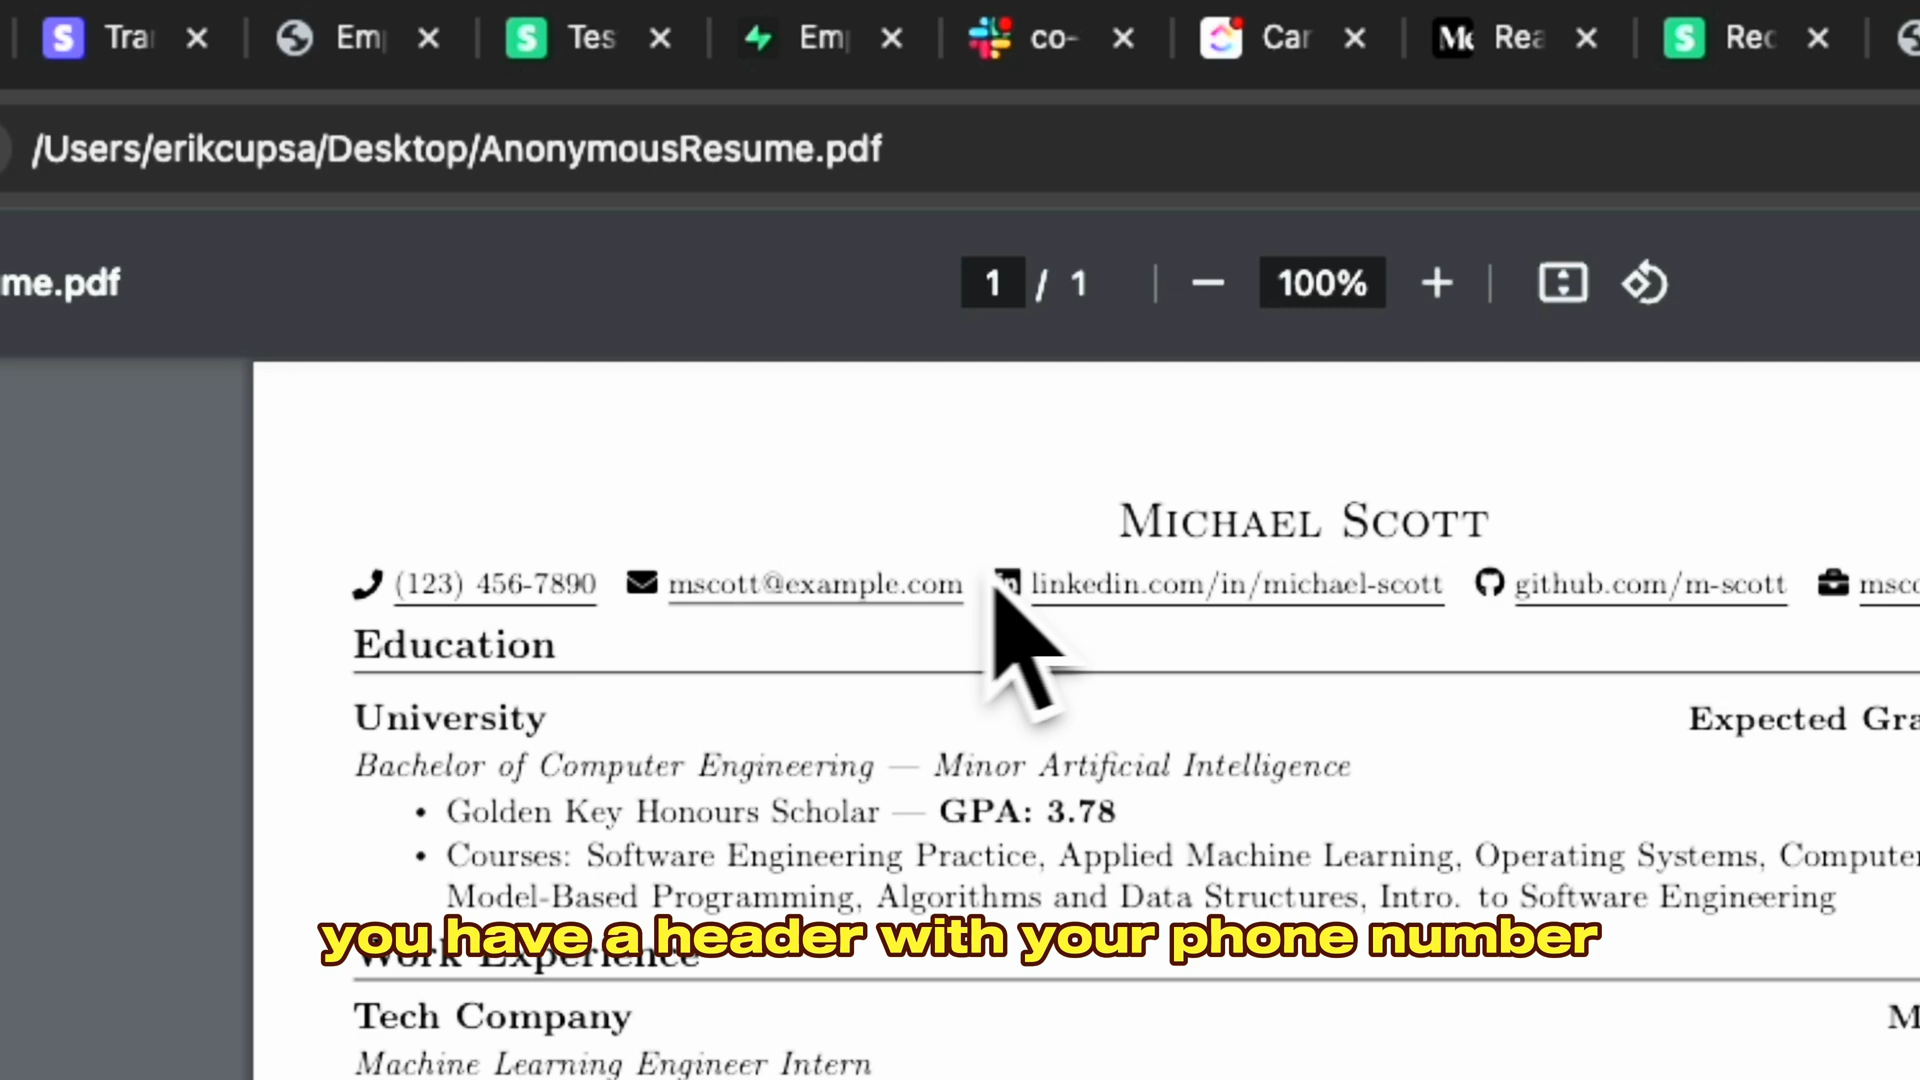 Tra Em Tes Em co- Car Rea Rec
/Users/erikcupsa/Desktop/AnonymousResume.pdf
me.pdf 1 / 1 100%
Michael Scott
(123) 456-7890 mscott@example.com linkedin.com/in/michael-scott github.com/m-scott msc
Education
University Expected Gra
Bachelor of Computer Engineering — Minor Artificial Intelligence
• Golden Key Honours Scholar — GPA: 3.78
• Courses: Software Engineering Practice, Applied Machine Learning, Operating Systems, Computer
Model-Based Programming, Algorithms and Data Structures, Intro. to Software Engineering
you have a header with your phone number
Work Experience
Tech Company M
Machine Learning Engineer Intern